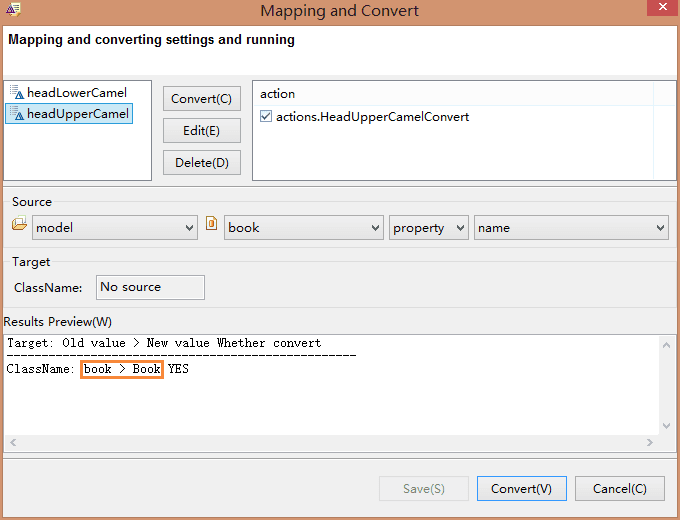 Mapping and Convert
Mapping and converting settings and running
headLowerCamel
headUpperCamel
Convert(C)
Edit(E)
Delete(D)
action
actions.HeadUpperCamelConvert
Source
model
book
property
name
Target
ClassName:
No source
Results Preview(W)
Target: Old value > New value Whether convert
--------------------------------------------------
ClassName: book > Book YES
Save(S)
Convert(V)
Cancel(C)